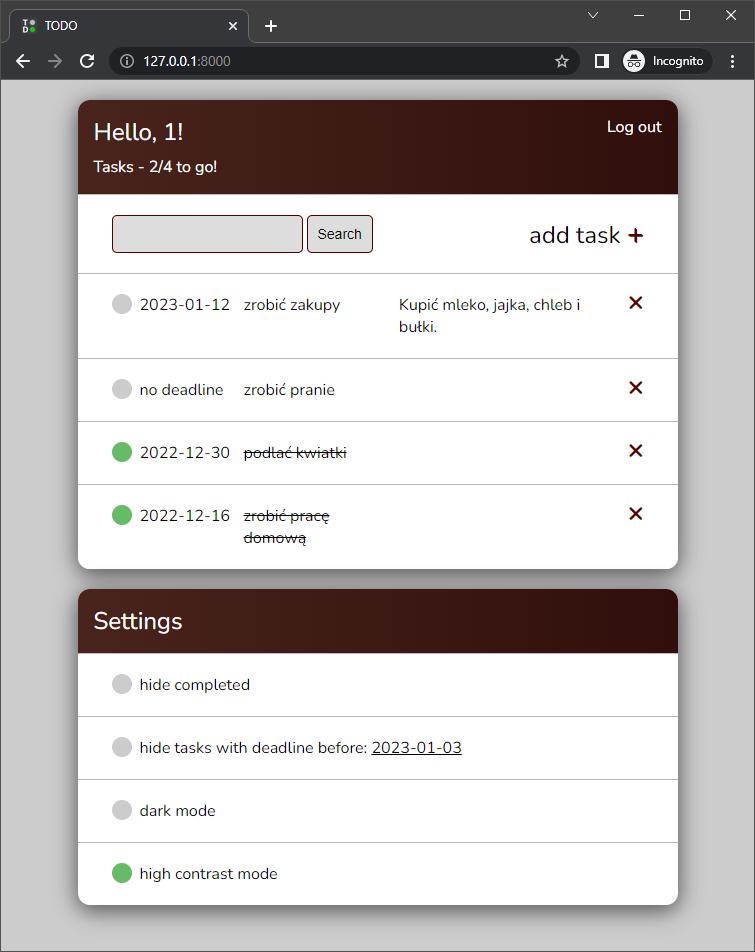 TODO
127.0.0.1:8000
Incognito
Hello, 1!
Log out
Tasks - 2/4 to go!
Search
add task +
2023-01-12 zrobić zakupy Kupić mleko, jajka, chleb i
bułki.
no deadline zrobić pranie
2022-12-30 podlać kwiatki
2022-12-16 zrobić pracę
domową
Settings
hide completed
hide tasks with deadline before: 2023-01-03
dark mode
high contrast mode